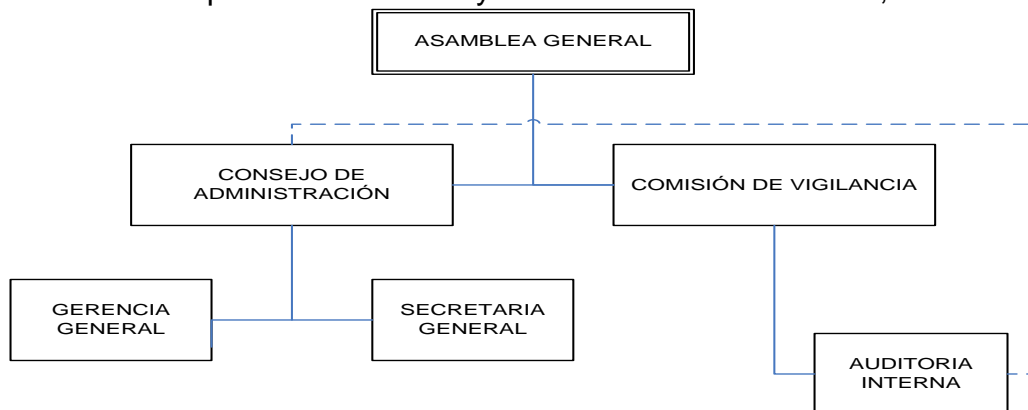 ASAMBLEA GENERAL
CONSEJO DE
ADMINISTRACIÓN
COMISIÓN DE VIGILANCIA
GERENCIA
GENERAL
SECRETARIA
GENERAL
AUDITORIA
INTERNA